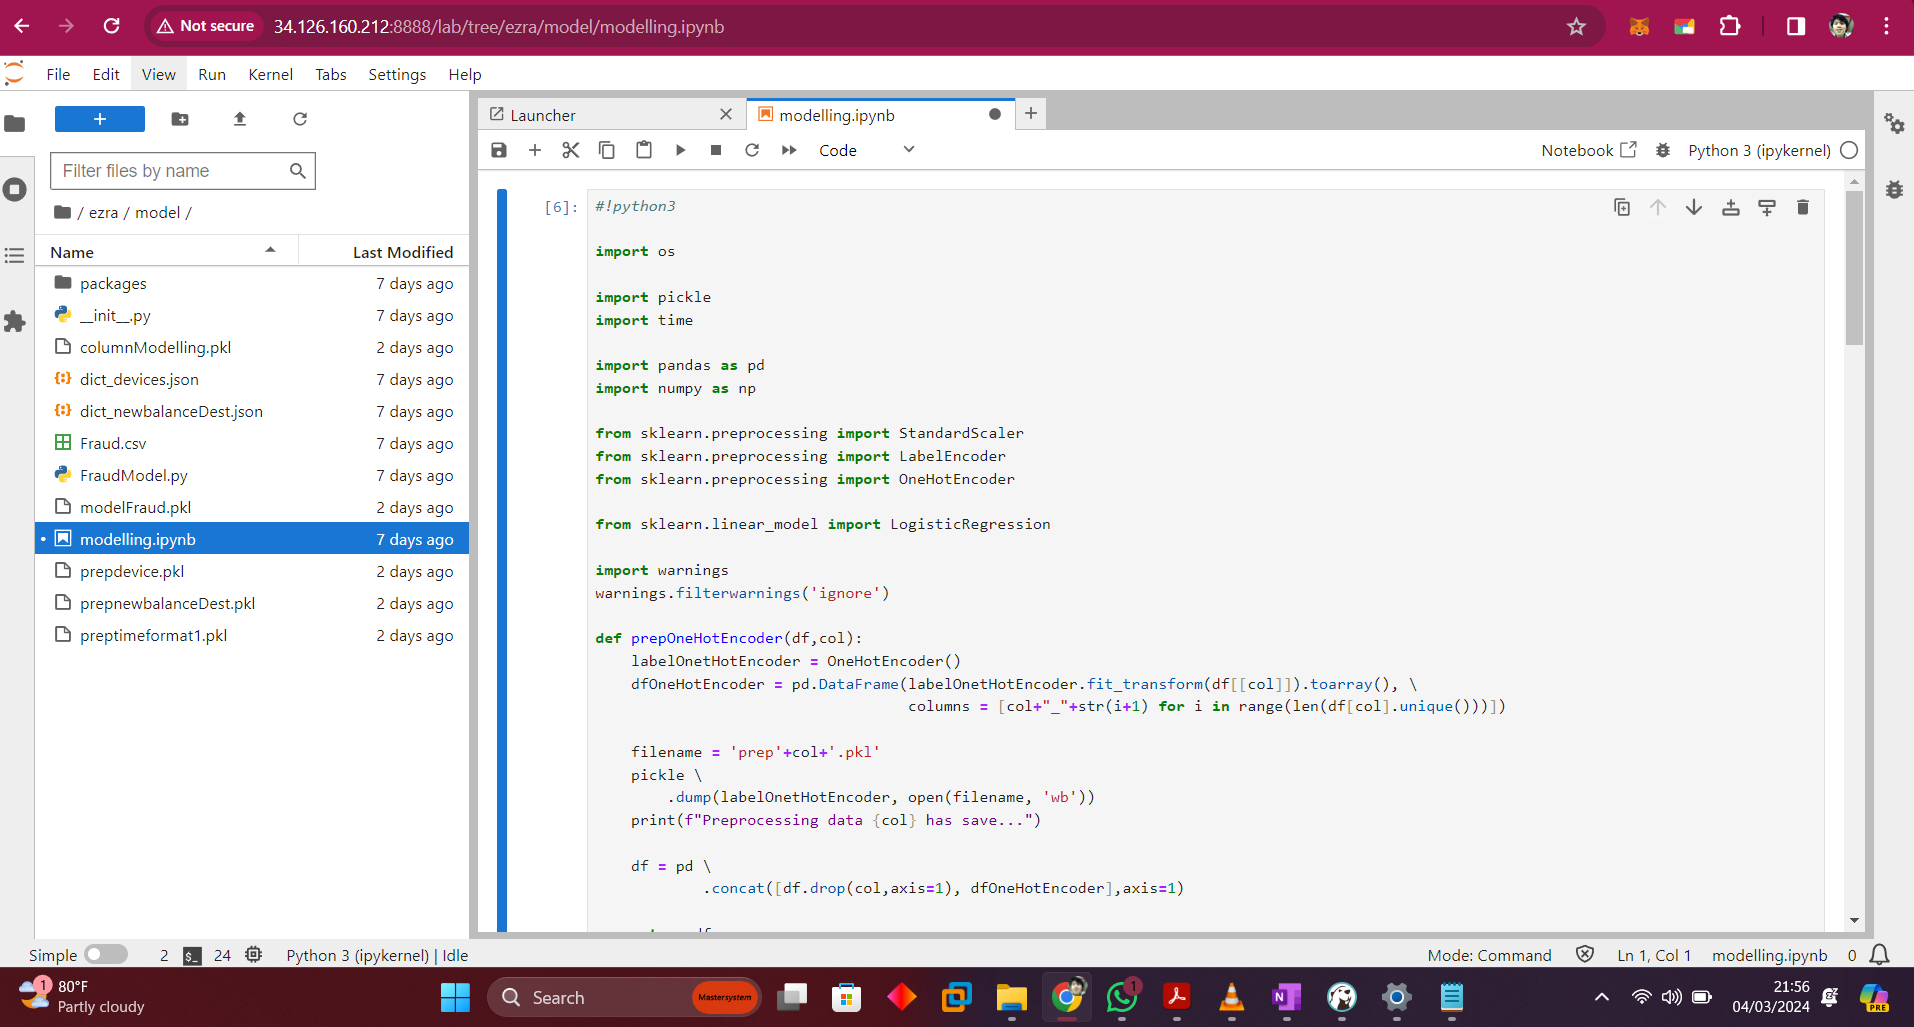 Not secure
34.126.160.212:8888/lab/tree/ezra/model/modelling.ipynb
File Edit View Run Kernel Tabs Settings Help
Filter files by name
/ ezra / model /
Name Last Modified
packages 7 days ago
__init__.py 7 days ago
columnModelling.pkl 2 days ago
dict_devices.json 7 days ago
dict_newbalanceDest.json 7 days ago
Fraud.csv 7 days ago
FraudModel.py 7 days ago
modelFraud.pkl 2 days ago
modelling.ipynb 7 days ago
prepdevice.pkl 2 days ago
prepnewbalanceDest.pkl 2 days ago
preptimeformat1.pkl 2 days ago
Launcher
modelling.ipynb
Code
Notebook
Python 3 (ipykernel)
[6]:
#!python3
import os
import pickle
import time
import pandas as pd
import numpy as np
from sklearn.preprocessing import StandardScaler
from sklearn.preprocessing import LabelEncoder
from sklearn.preprocessing import OneHotEncoder
from sklearn.linear_model import LogisticRegression
import warnings
warnings.filterwarnings('ignore')
def prepOneHotEncoder(df,col):
labelOnetHotEncoder = OneHotEncoder()
dfOneHotEncoder = pd.DataFrame(labelOnetHotEncoder.fit_transform(df[[col]]).toarray(), \
columns = [col+"_"+str(i+1) for i in range(len(df[col].unique()))])
filename = 'prep'+col+'.pkl'
pickle \
.dump(labelOnetHotEncoder, open(filename, 'wb'))
print(f"Preprocessing data {col} has save...")
df = pd \
.concat([df.drop(col,axis=1), dfOneHotEncoder],axis=1)
Simple 2 $_ 24 Python 3 (ipykernel) | Idle
Mode: Command Ln 1, Col 1 modelling.ipynb 0
1
80°F
Partly cloudy
Search
Mastersystem
1
N
21:56
04/03/2024
PRE